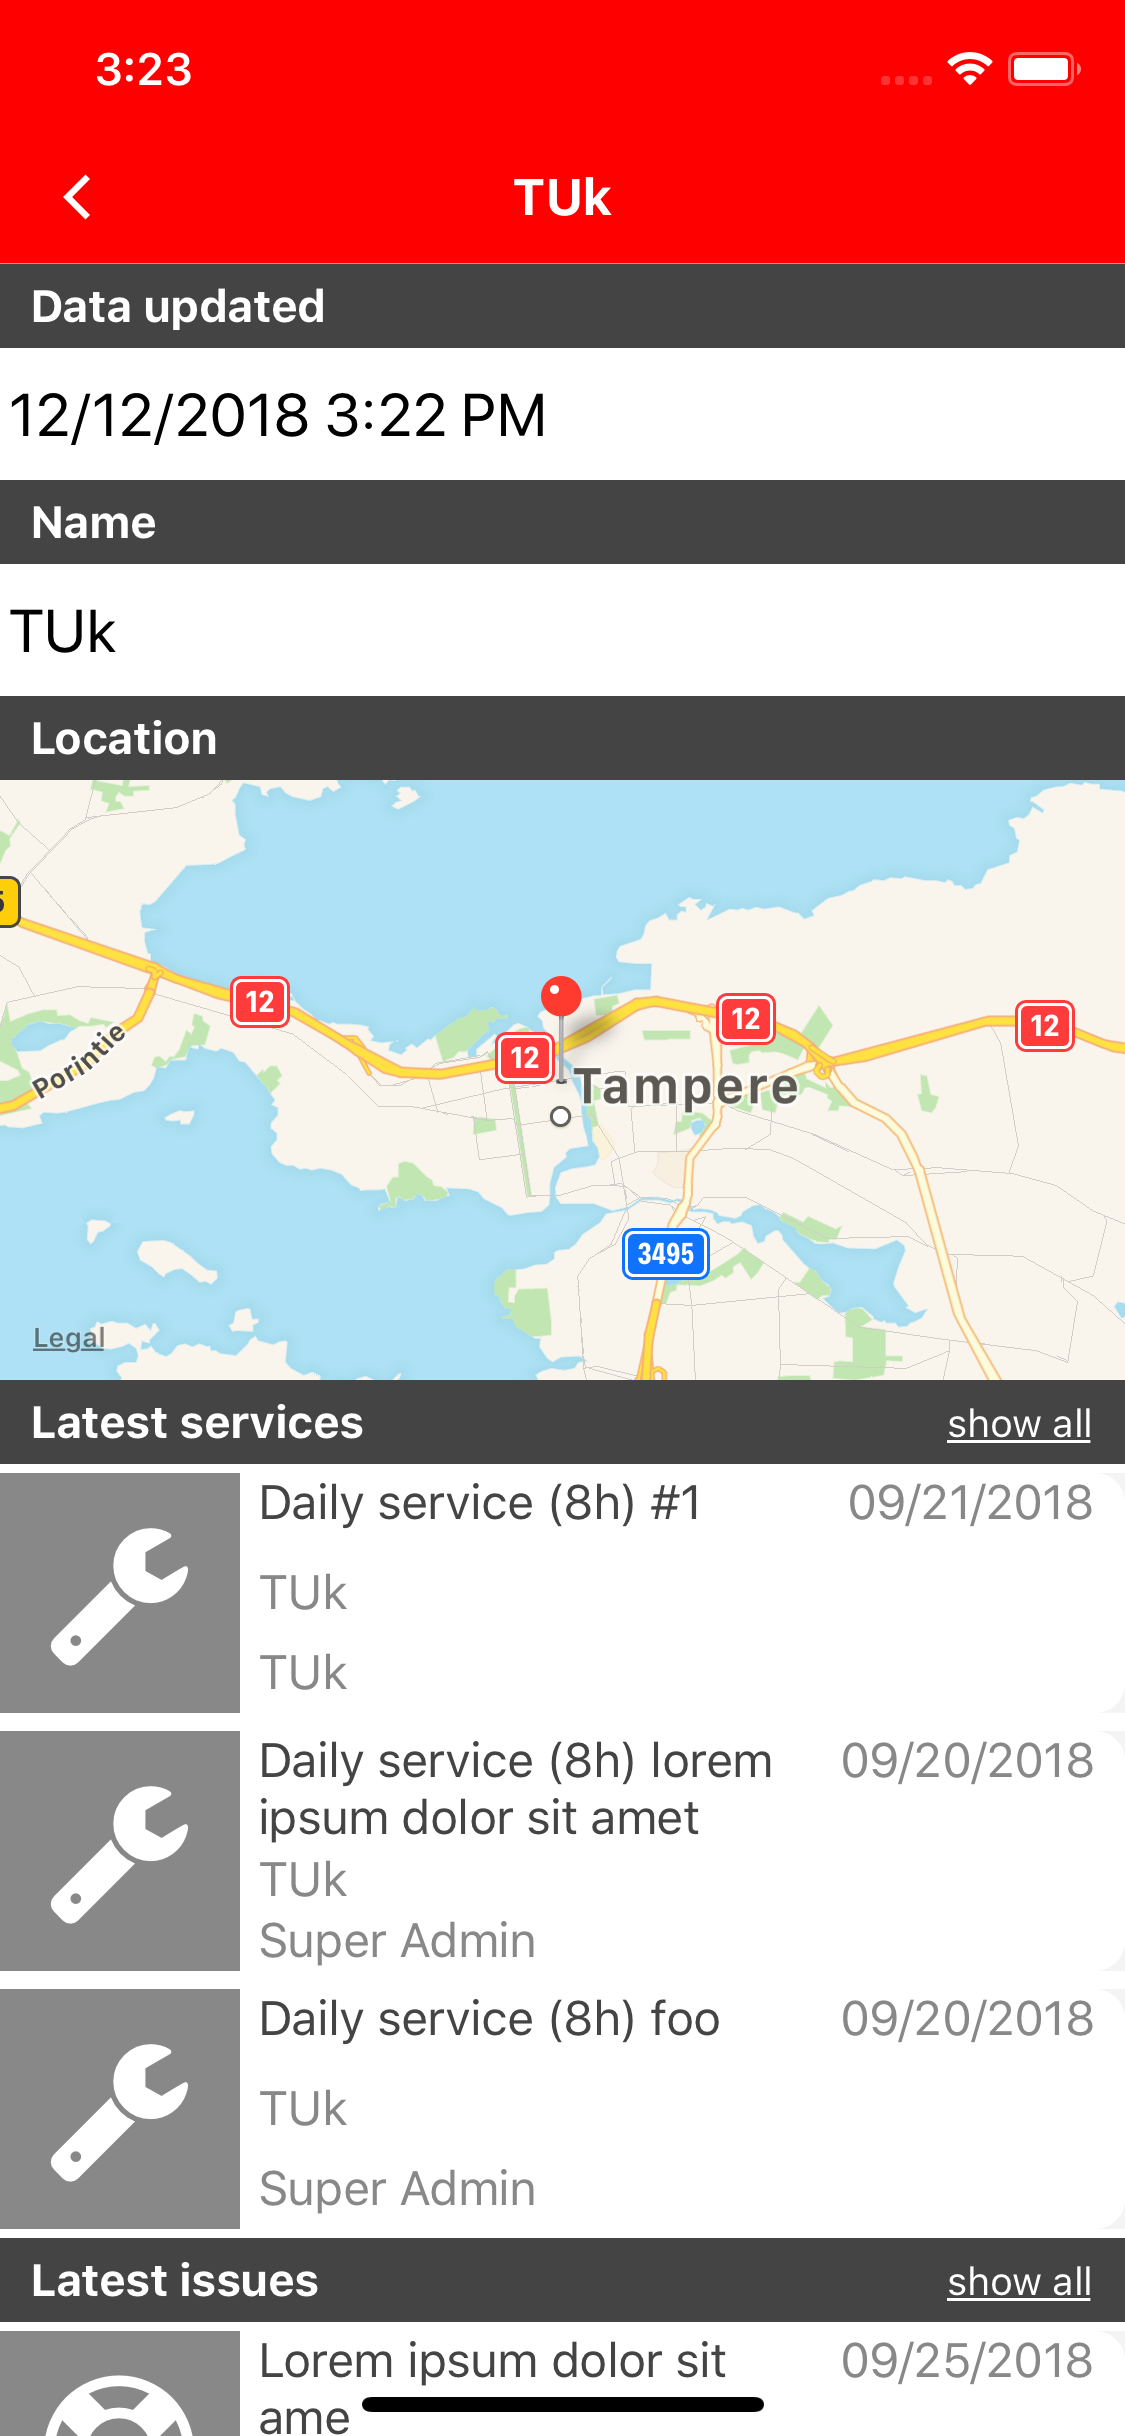 3:23
TUk
Data updated
12/12/2018 3:22 PM
Name
TUk
Location
12
12
12
12
Porintie
Tampere
3495
Legal
Latest services
show all
Daily service (8h) #1
09/21/2018
TUk
TUk
Daily service (8h) lorem
09/20/2018
ipsum dolor sit amet
TUk
Super Admin
Daily service (8h) foo
09/20/2018
TUk
Super Admin
Latest issues
show all
Lorem ipsum dolor sit
09/25/2018
ame